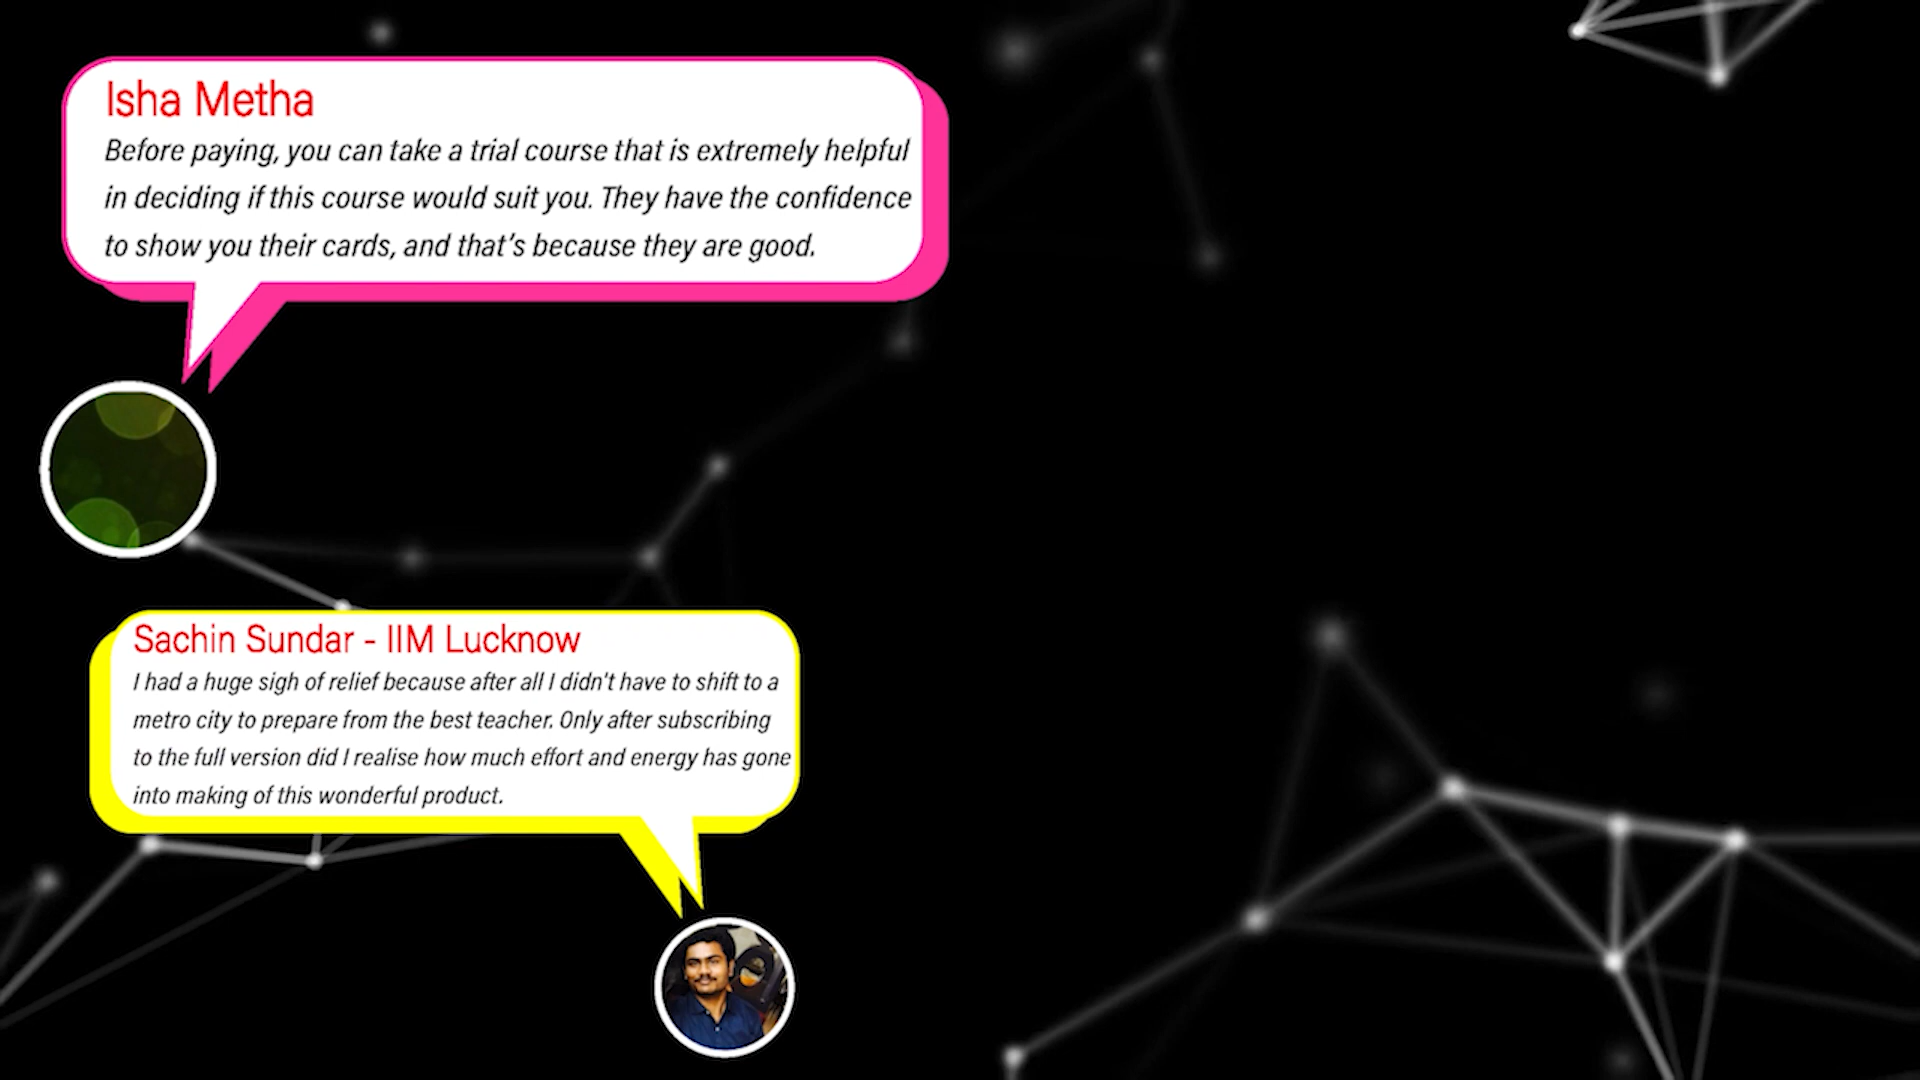 Isha Metha
Before paying, you can take a trial course that is extremely helpful
in deciding if this course would suit you. They have the confidence
to show you their cards, and that’s because they are good.
Sachin Sundar - IIM Lucknow
I had a huge sigh of relief because after all I didn't have to shift to a
metro city to prepare from the best teacher. Only after subscribing
to the full version did I realise how much effort and energy has gone
into making of this wonderful product.